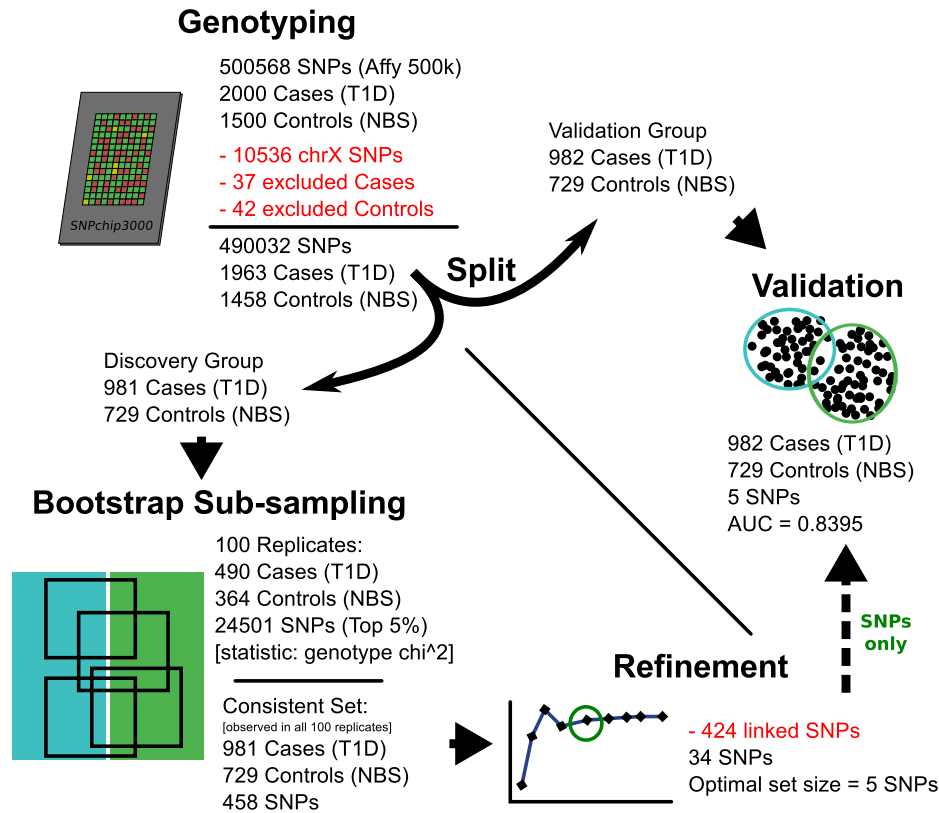 Genotyping
500568 SNPs (Affy 500k)
2000 Cases (T1D)
1500 Controls (NBS)
- 10536 chrX SNPs
- 37 excluded Cases
- 42 excluded Controls
SNPchip3000
490032 SNPs
1963 Cases (T1D)
1458 Controls (NBS)
Split
Validation Group
982 Cases (T1D)
729 Controls (NBS)
Discovery Group
981 Cases (T1D)
729 Controls (NBS)
Bootstrap Sub-sampling
100 Replicates:
490 Cases (T1D)
364 Controls (NBS)
24501 SNPs (Top 5%)
[statistic: genotype chi^2]
Consistent Set:
[observed in all 100 replicates]
981 Cases (T1D)
729 Controls (NBS)
458 SNPs
Refinement
- 424 linked SNPs
34 SNPs
Optimal set size = 5 SNPs
SNPs
only
Validation
982 Cases (T1D)
729 Controls (NBS)
5 SNPs
AUC = 0.8395